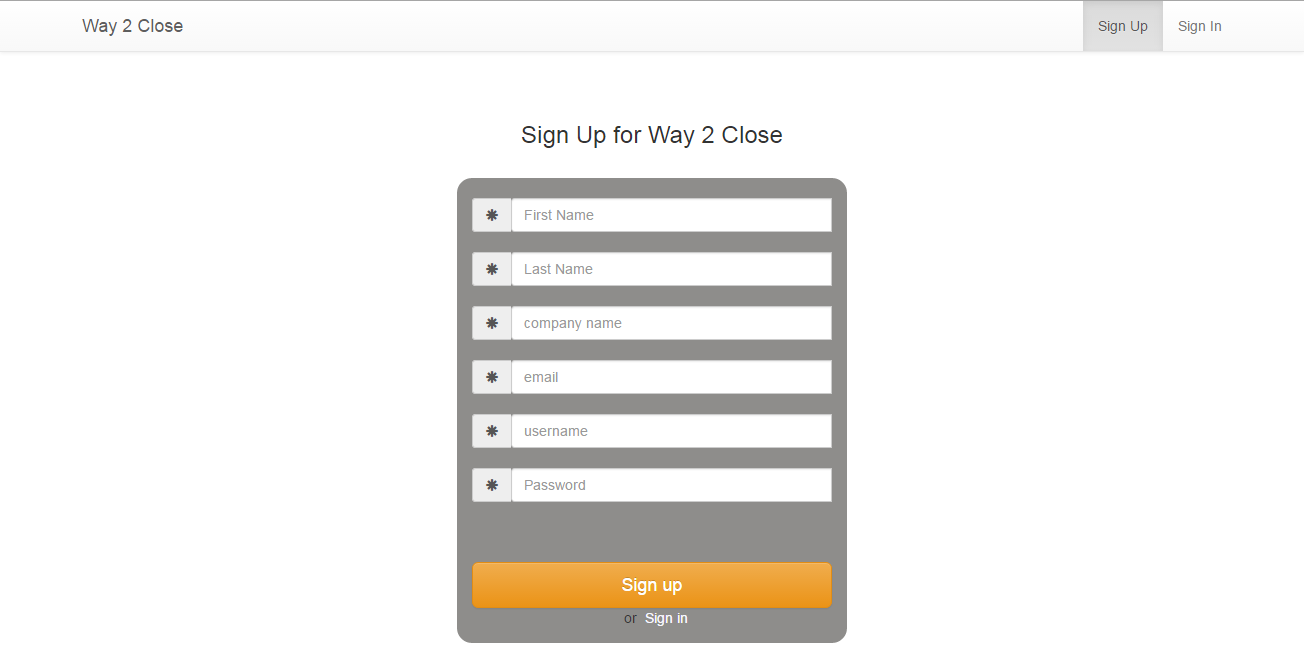 Way 2 Close Sign Up Sign In
Sign Up for Way 2 Close
First Name
Last Name
company name
email
username
Password
Sign up
or Sign in